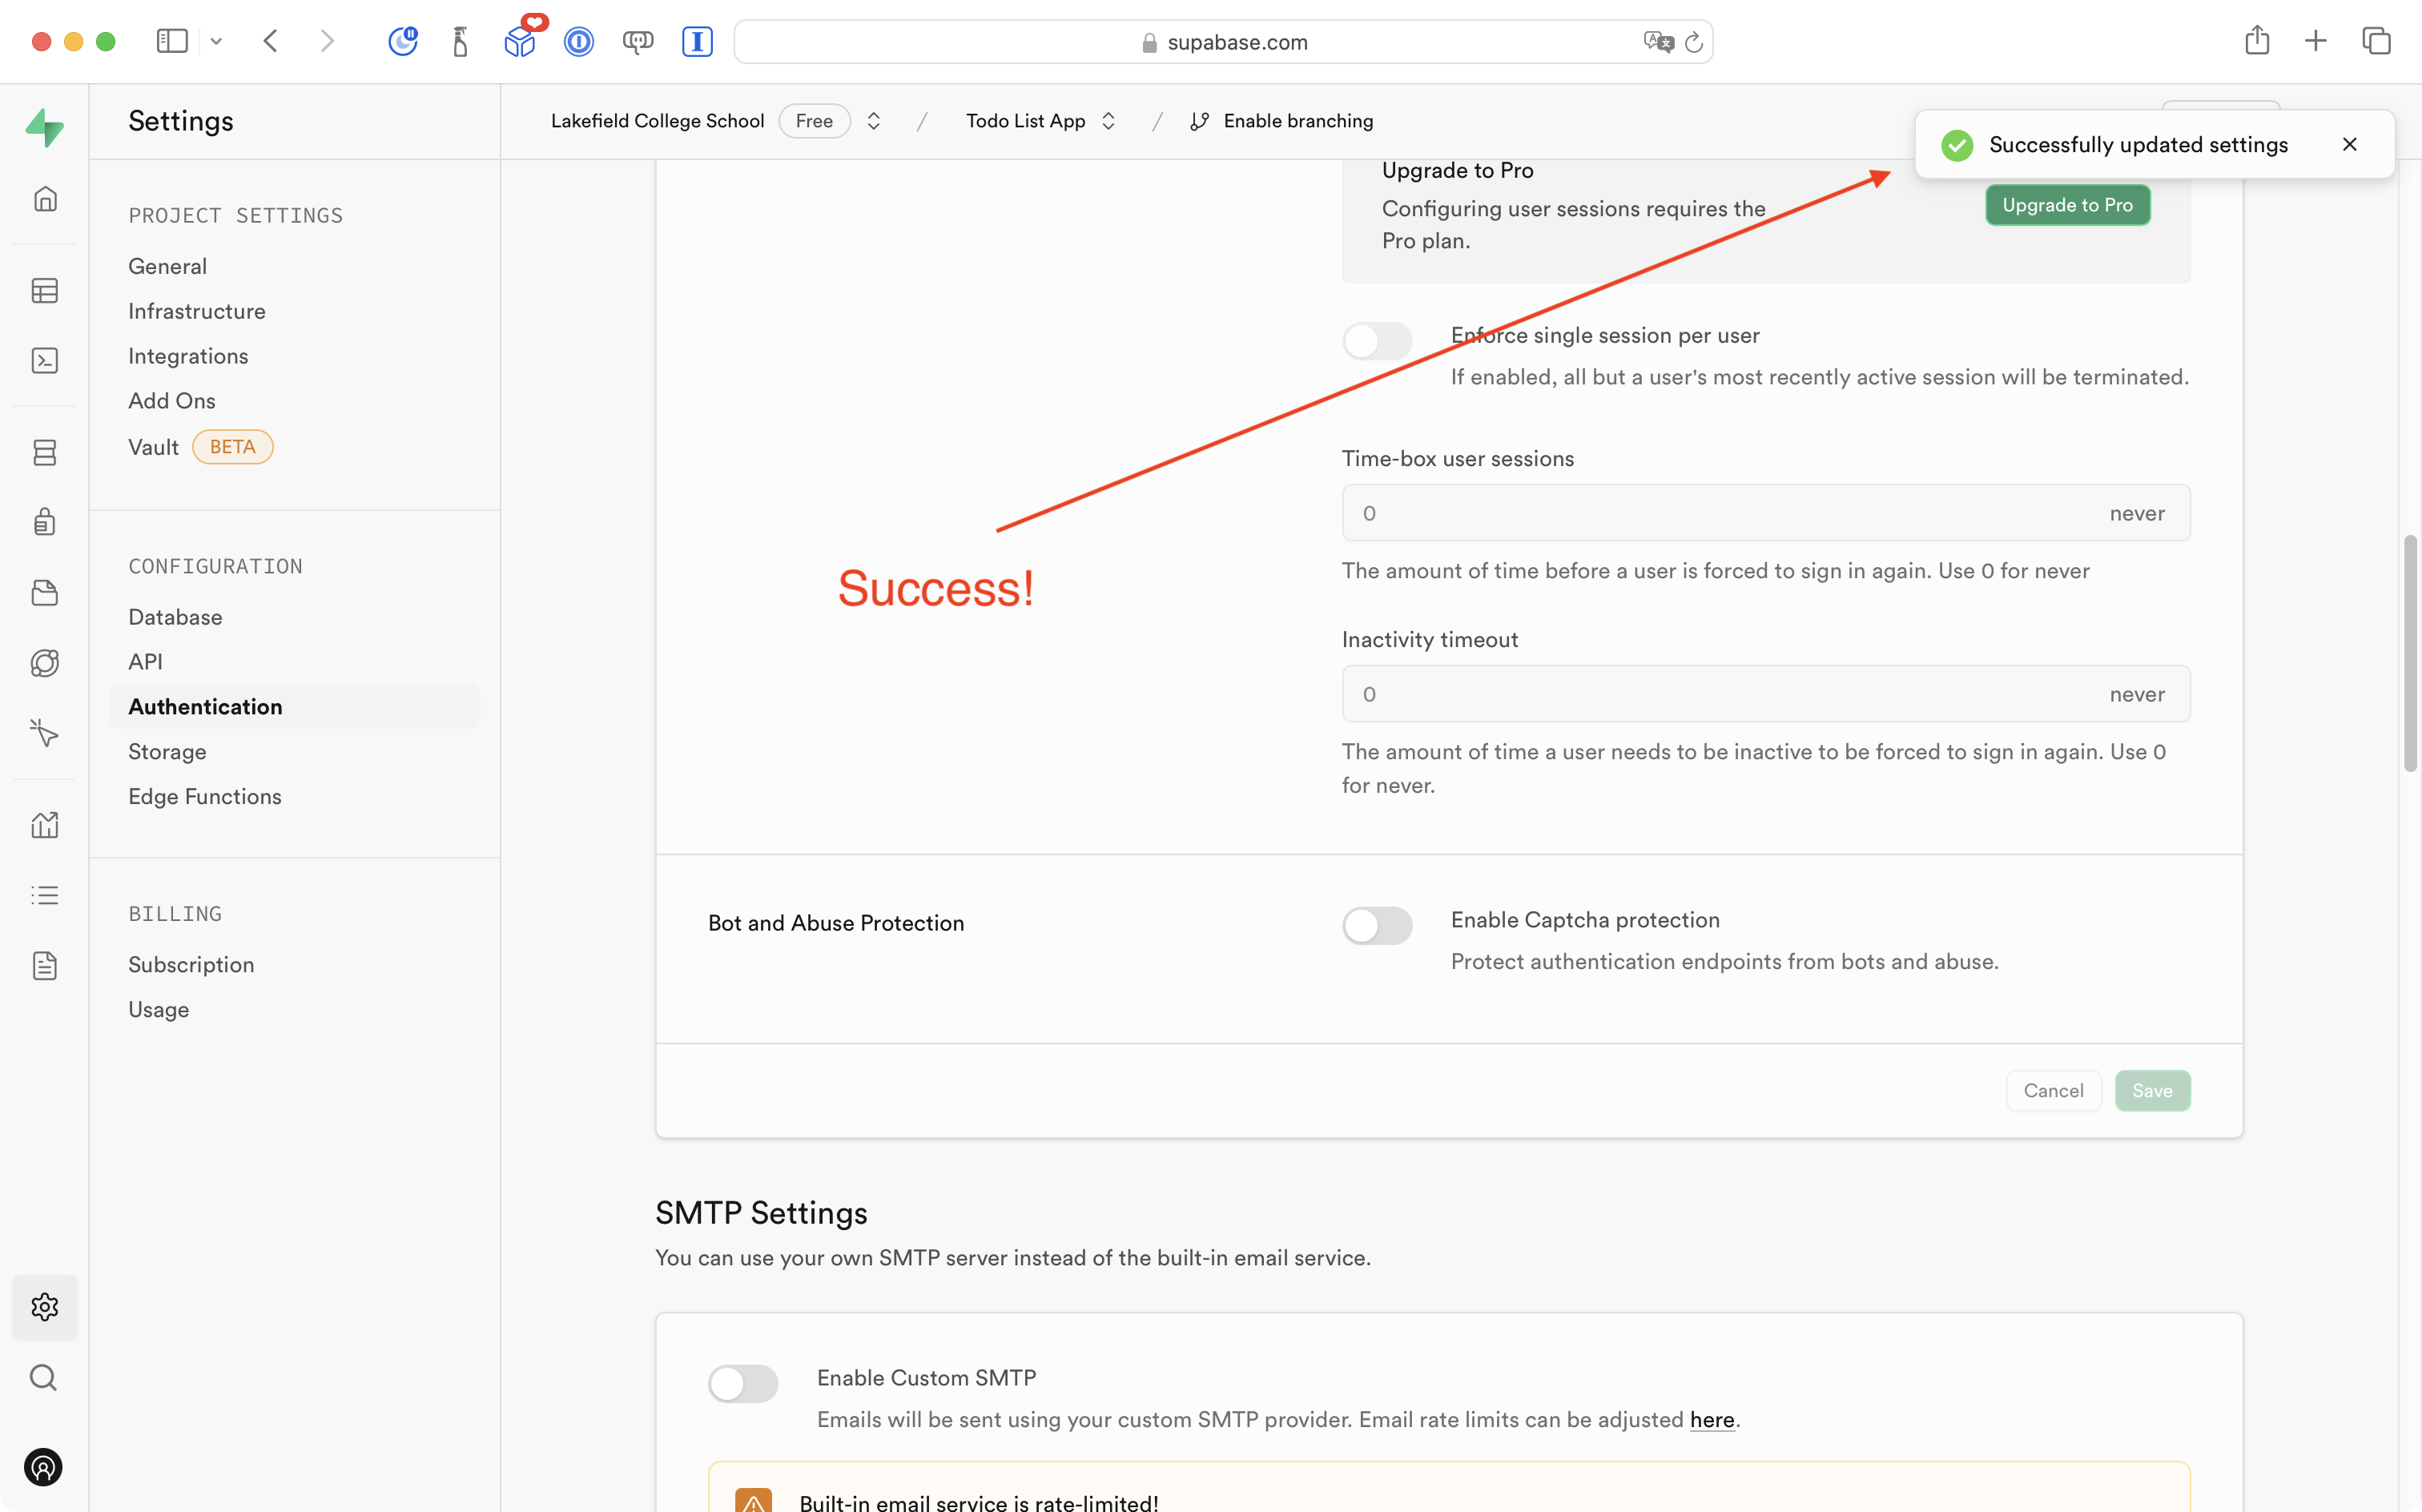 supabase.com
Settings
Lakefield College School
Free
/
Todo List App
/
Enable branching
Successfully updated settings
PROJECT SETTINGS
General
Infrastructure
Integrations
Add Ons
Vault
BETA
CONFIGURATION
Database
API
Authentication
Storage
Edge Functions
BILLING
Subscription
Usage
Upgrade to Pro
Configuring user sessions requires the
Pro plan.
Upgrade to Pro
Enforce single session per user
If enabled, all but a user's most recently active session will be terminated.
Time-box user sessions
0
never
The amount of time before a user is forced to sign in again. Use 0 for never
Success!
Inactivity timeout
0
never
The amount of time a user needs to be inactive to be forced to sign in again. Use 0
for never.
Bot and Abuse Protection
Enable Captcha protection
Protect authentication endpoints from bots and abuse.
Cancel
Save
SMTP Settings
You can use your own SMTP server instead of the built-in email service.
Enable Custom SMTP
Emails will be sent using your custom SMTP provider. Email rate limits can be adjusted here.
Built-in email service is rate-limited!